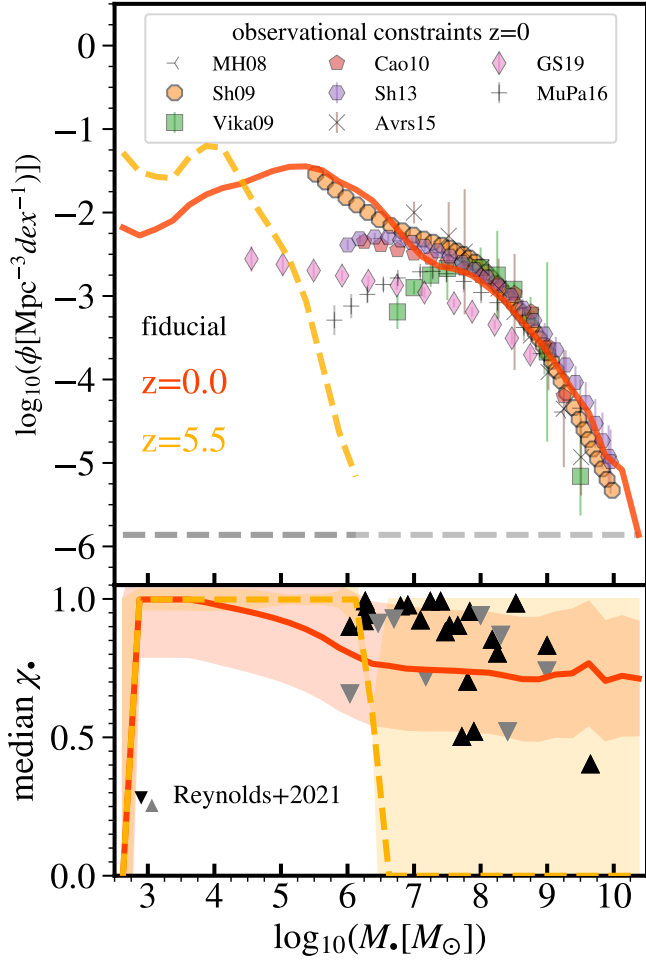 observational constraints z=0
MH08 Cao10 GS19
Sh09 Sh13 MuPa16
Vika09 Avrs15
0
−1
−2
−3
−4
−5
−6
log₁₀(ϕ[Mpc⁻³dex⁻¹)])
fiducial
z=0.0
z=5.5
1.0
0.5
0.0
median χ•
Reynolds+2021
3 4 5 6 7 8 9 10
log₁₀(M•[M⊙])